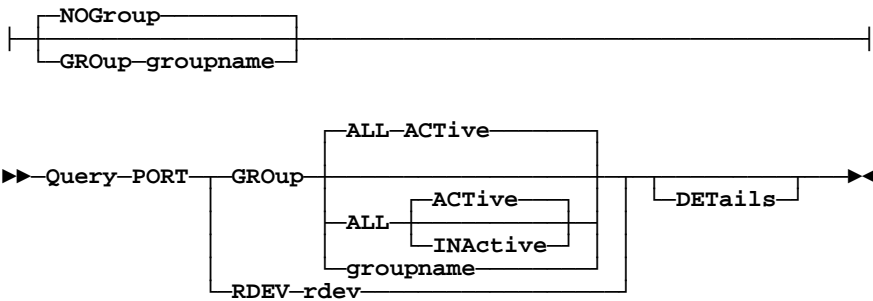 NOGroup
GROup groupname
ALL ACTive
Query PORT GROup
ACTive
DETails
ALL
INActive
groupname
RDEV rdev